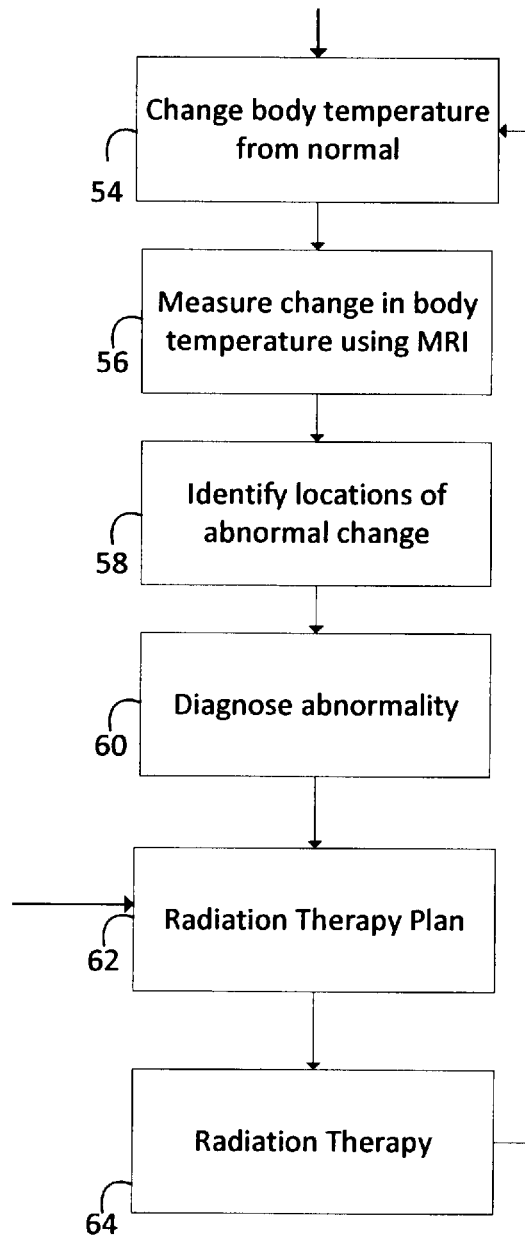 Change body temperature
from normal
54
Measure change in body
temperature using MRI
56
Identify locations of
abnormal change
58
Diagnose abnormality
60
Radiation Therapy Plan
62
Radiation Therapy
64